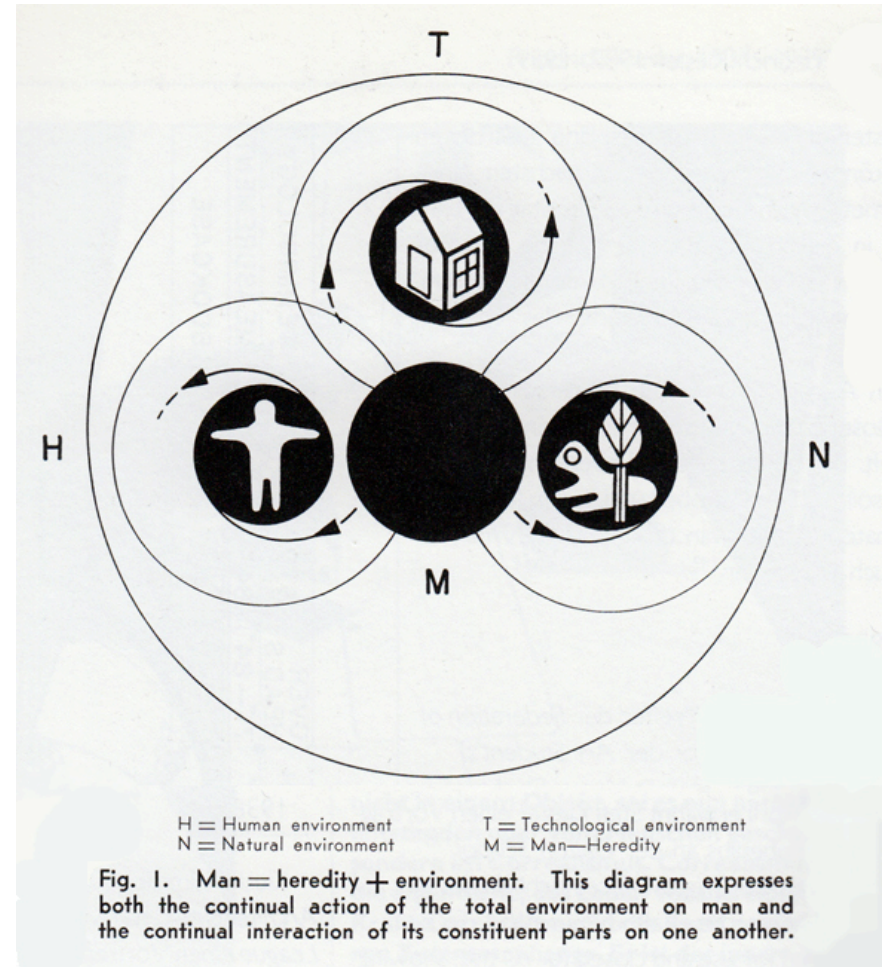 T
H
N
M
H = Human environment
T = Technological environment
N = Natural environment
M = Man—Heredity
Fig. 1. Man = heredity + environment. This diagram expresses
both the continual action of the total environment on man and
the continual interaction of its constituent parts on one another.